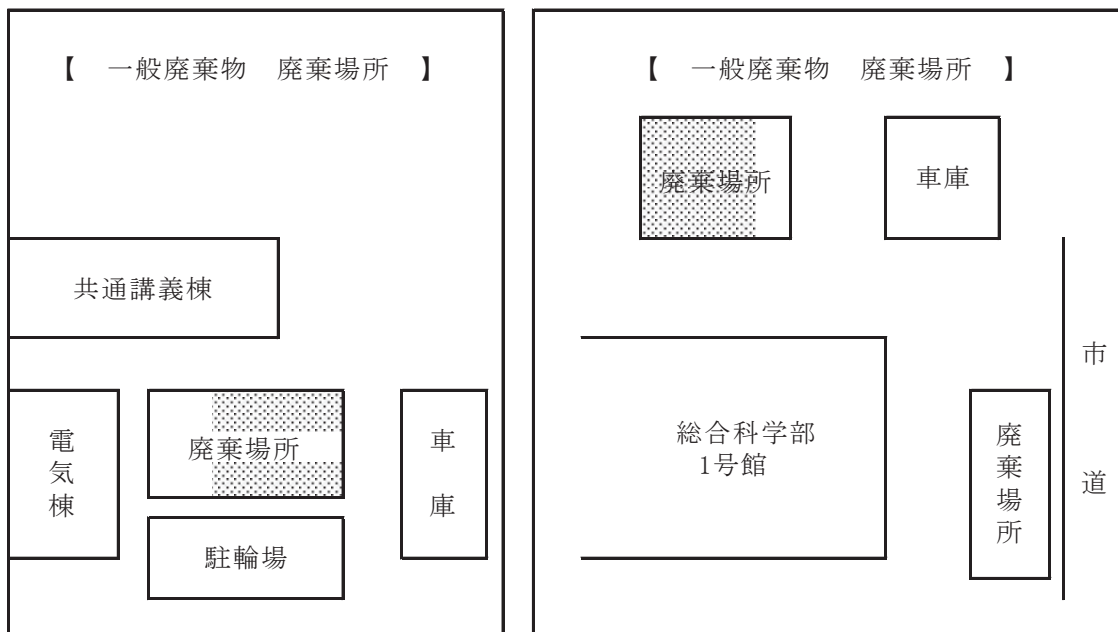 【 一般廃棄物 廃棄場所 】
共通講義棟
電気棟
廃棄場所
車庫
駐輪場
【 一般廃棄物 廃棄場所 】
廃棄場所
車庫
総合科学部
1号館
廃棄場所
市道